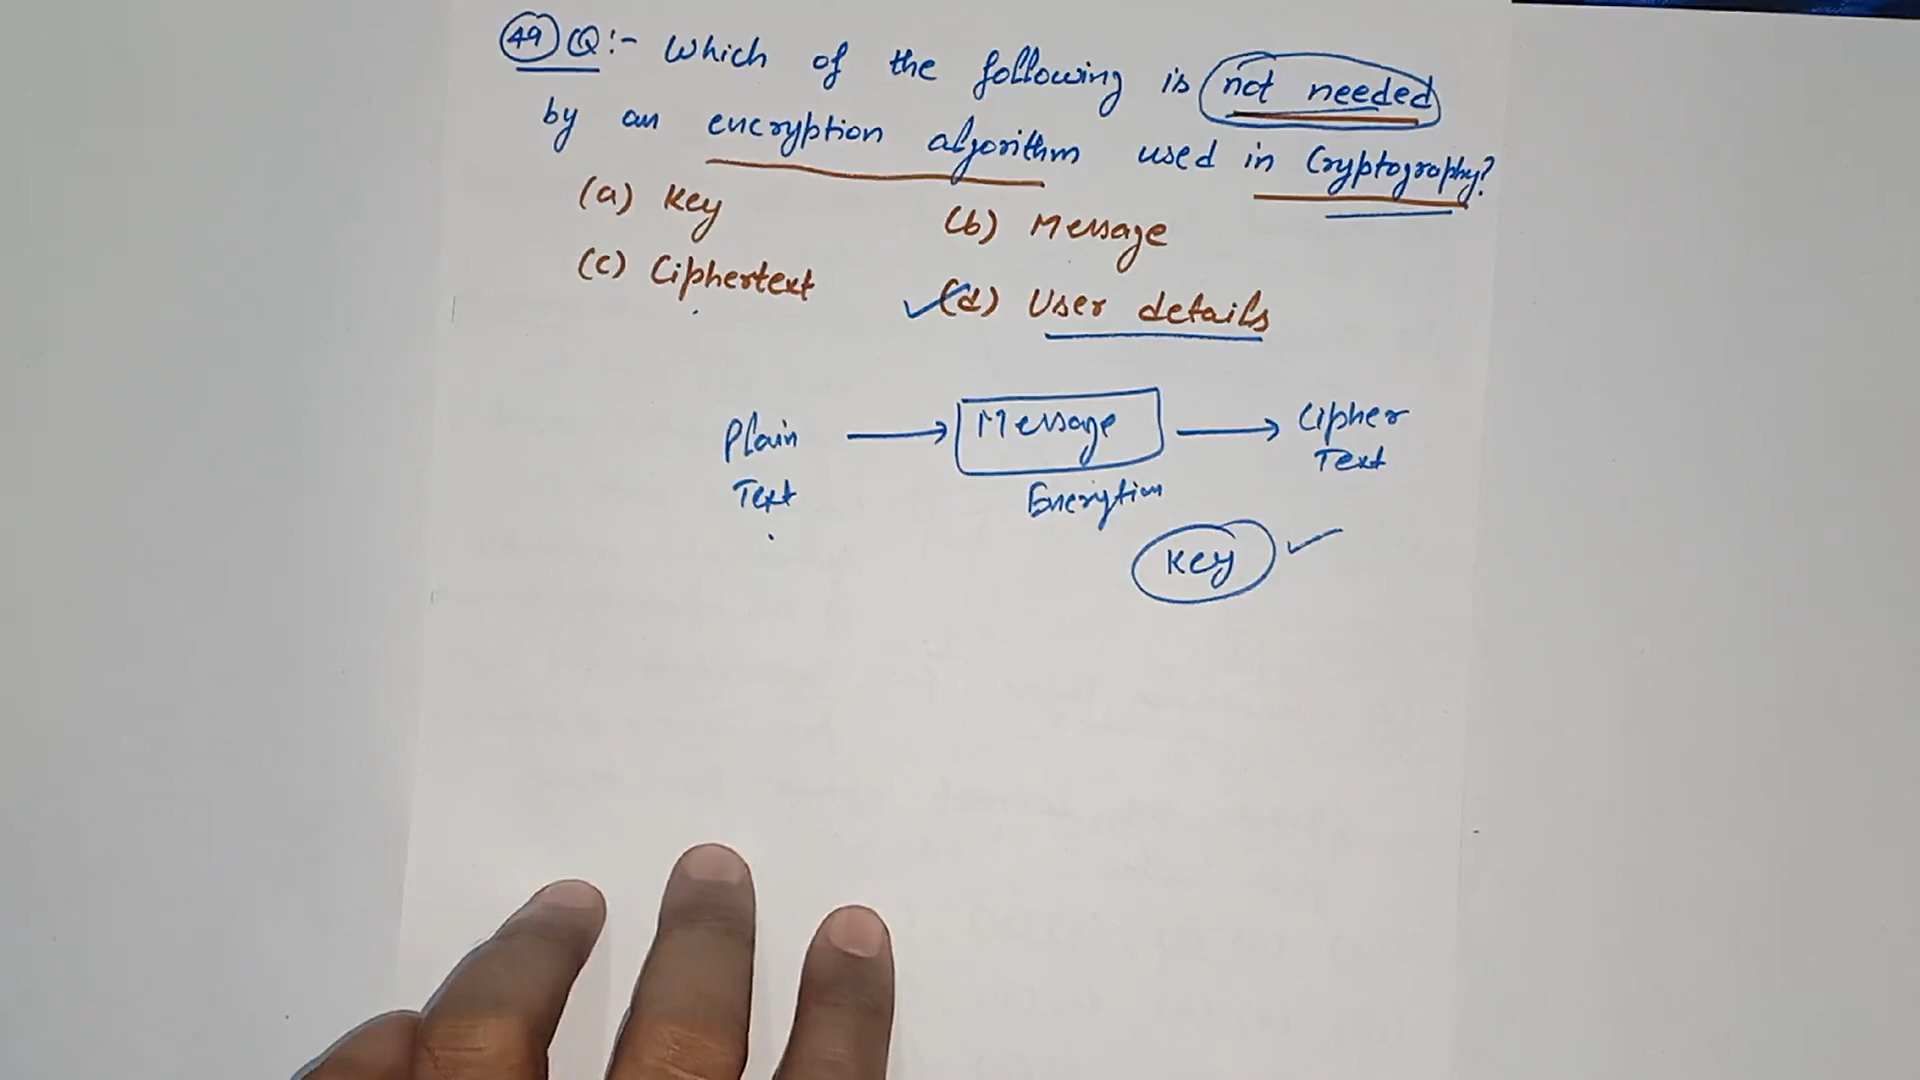 49 Q:- Which of the following is not needed
by an encryption algorithm used in Cryptography?
(a) Key
(b) Message
(c) Ciphertext
(d) User details
Plain Text
Message
Encryption
Cipher Text
Key